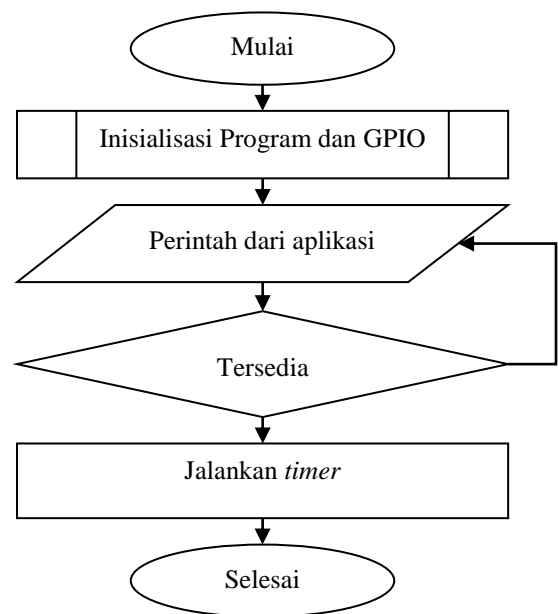 Mulai
Inisialisasi Program dan GPIO
Perintah dari aplikasi
Tersedia
Jalankan timer
Selesai